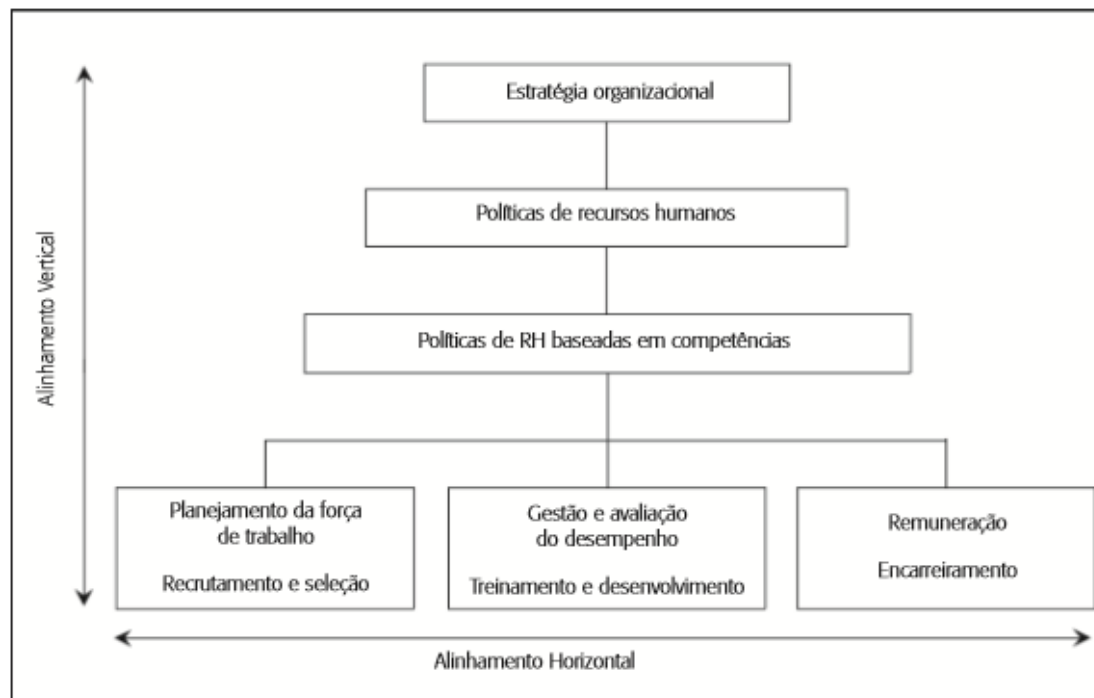 Estratégia organizacional
Políticas de recursos humanos
Políticas de RH baseadas em competências
Alinhamento Vertical
Planejamento da força
de trabalho
Recrutamento e seleção
Gestão e avaliação
do desempenho
Treinamento e desenvolvimento
Remuneração
Encarreiramento
Alinhamento Horizontal